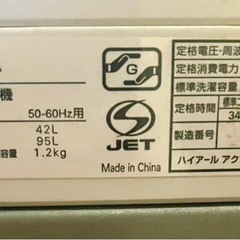 機
50-60Hz用
42L
95L
容量 1.2kg
G
JET
Made in China
定格電圧・周波
定格消費電力
標準洗濯容量
定格時間
標準
34
製造番号
ハイアール アク